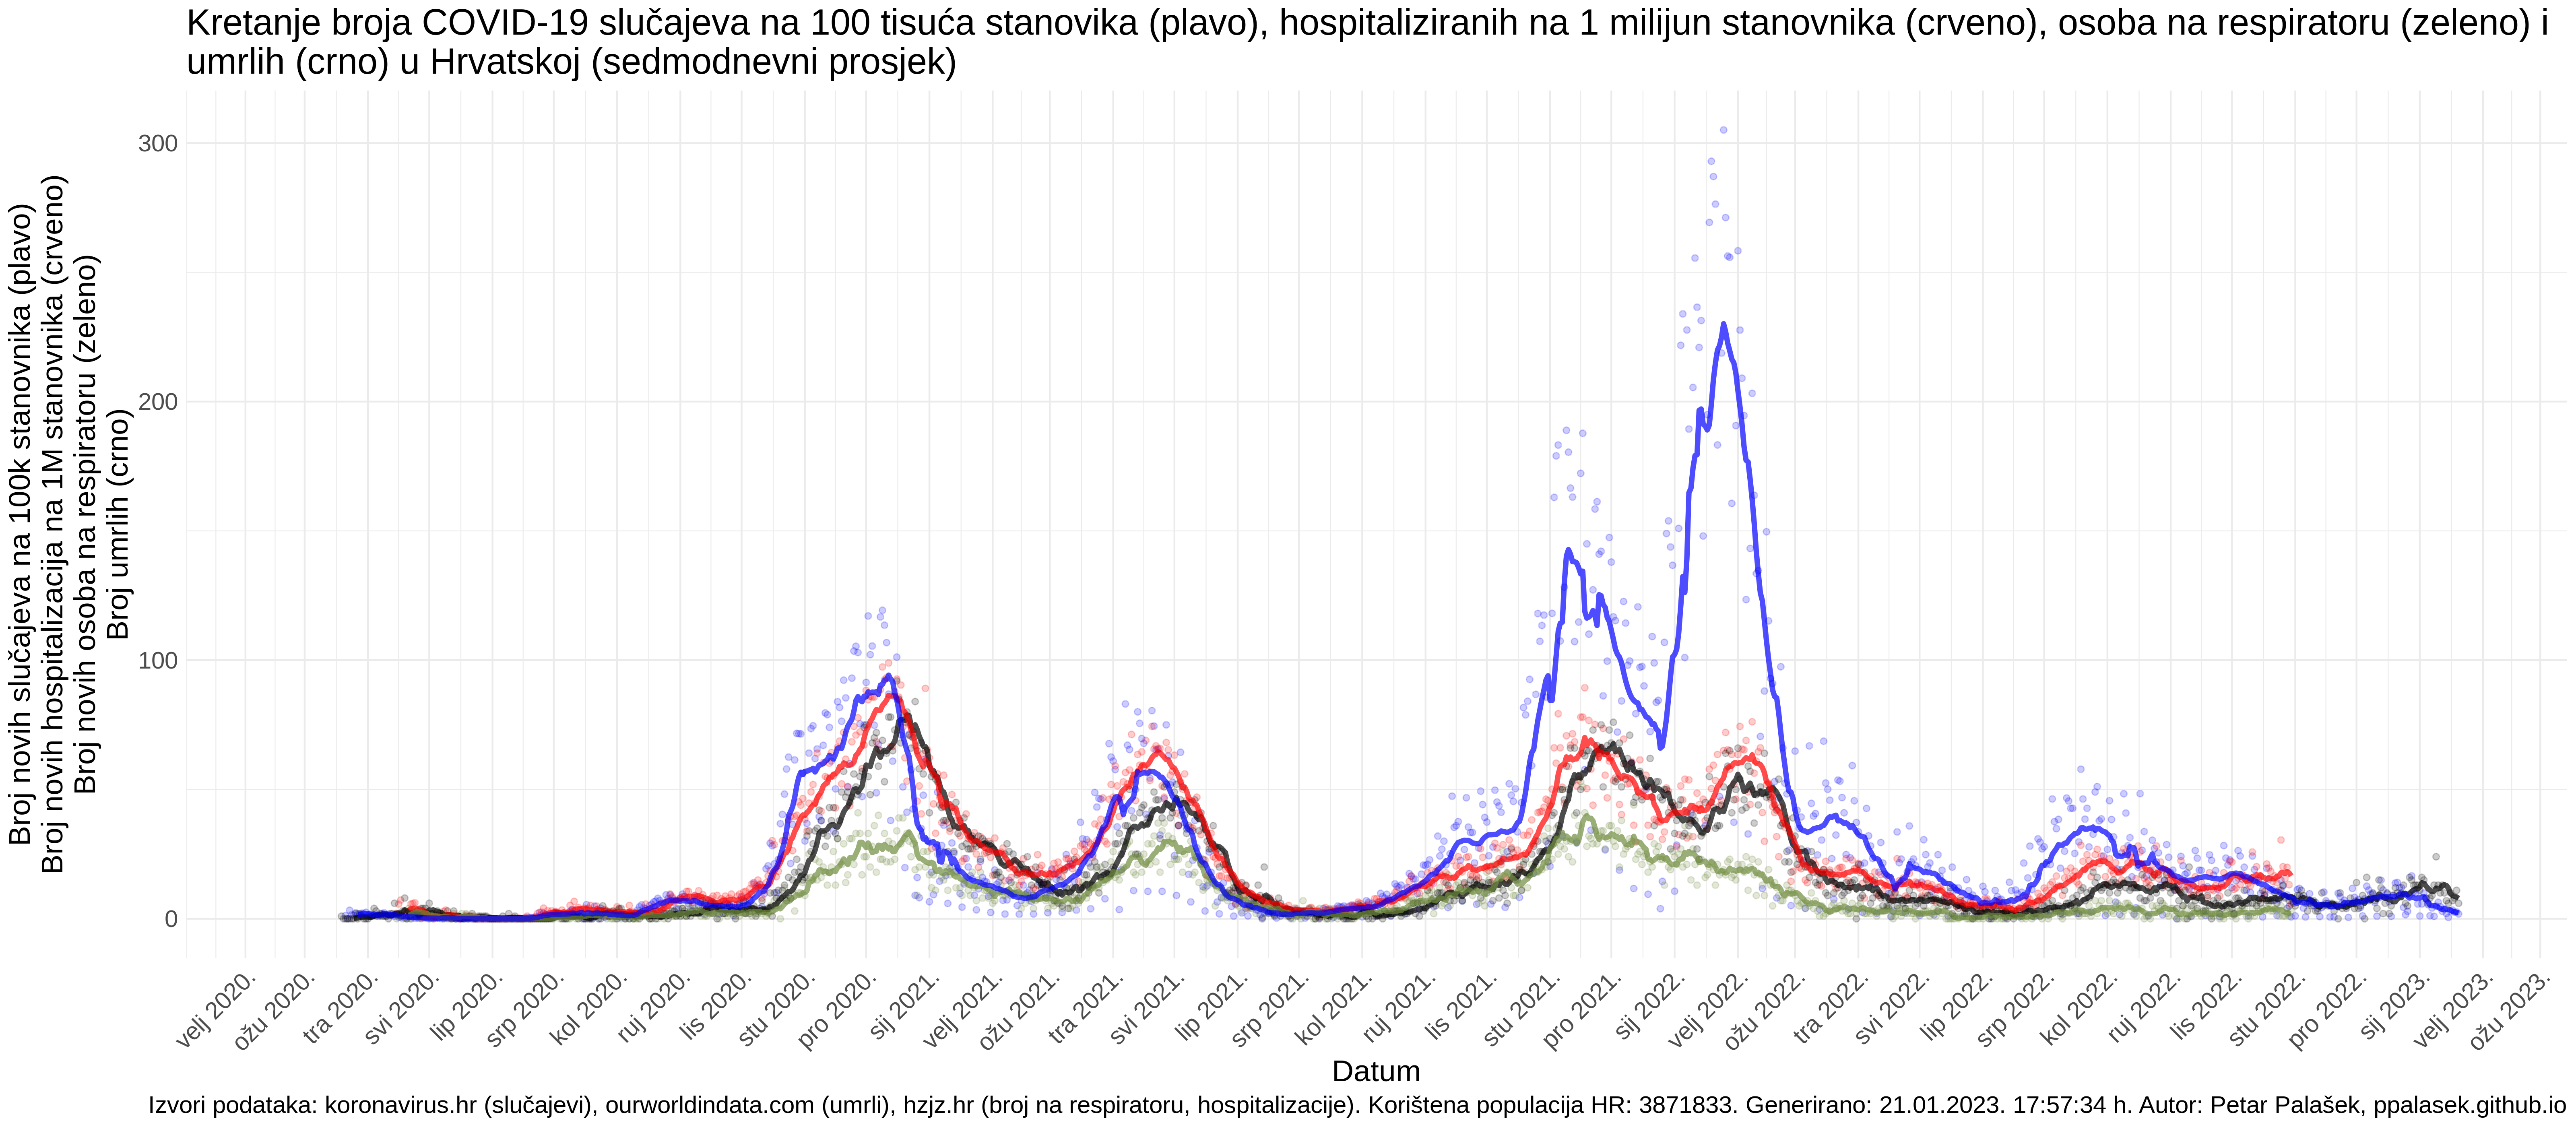 Kretanje broja COVID-19 slučajeva na 100 tisuća stanovika (plavo), hospitaliziranih na 1 milijun stanovnika (crveno), osoba na respiratoru (zeleno) i
umrlih (crno) u Hrvatskoj (sedmodnevni prosjek)
Broj novih slučajeva na 100k stanovnika (plavo)
Broj novih hospitalizacija na 1M stanovnika (crveno)
Broj novih osoba na respiratoru (zeleno)
Broj umrlih (crno)
300
200
100
0
velj 2020.
ožu 2020.
tra 2020.
svi 2020.
lip 2020.
srp 2020.
kol 2020.
ruj 2020.
lis 2020.
stu 2020.
pro 2020.
sij 2021.
velj 2021.
ožu 2021.
tra 2021.
svi 2021.
lip 2021.
srp 2021.
kol 2021.
ruj 2021.
lis 2021.
stu 2021.
pro 2021.
sij 2022.
velj 2022.
ožu 2022.
tra 2022.
svi 2022.
lip 2022.
srp 2022.
kol 2022.
ruj 2022.
lis 2022.
stu 2022.
pro 2022.
sij 2023.
velj 2023.
ožu 2023.
Datum
Izvori podataka: koronavirus.hr (slučajevi), ourworldindata.com (umrli), hzjz.hr (broj na respiratoru, hospitalizacije). Korištena populacija HR: 3871833. Generirano: 21.01.2023. 17:57:34 h. Autor: Petar Palašek, ppalasek.github.io